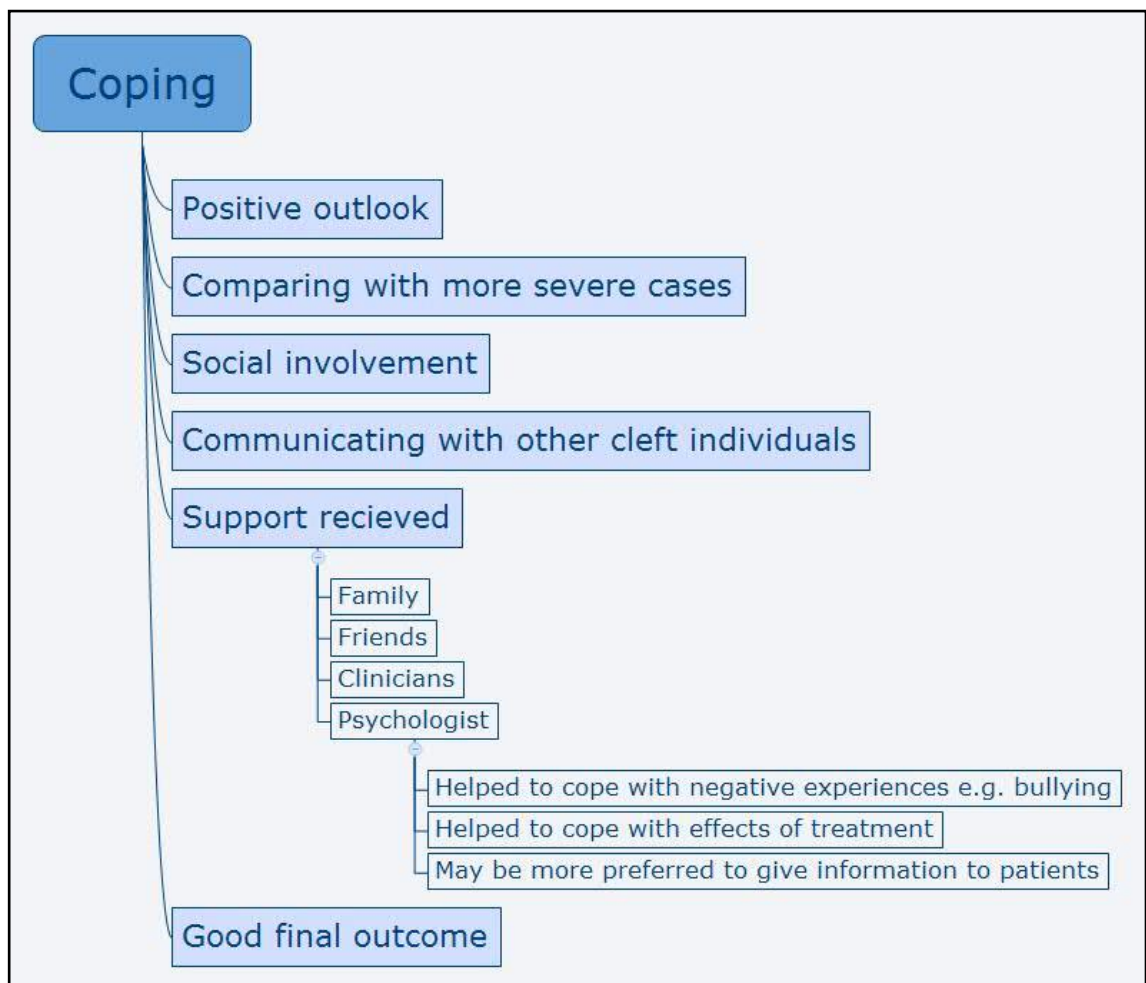 Coping
Positive outlook
Comparing with more severe cases
Social involvement
Communicating with other cleft individuals
Support recieved
Family
Friends
Clinicians
Psychologist
Helped to cope with negative experiences e.g. bullying
Helped to cope with effects of treatment
May be more preferred to give information to patients
Good final outcome